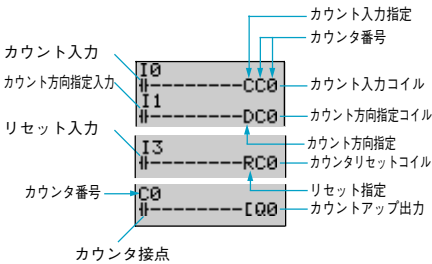 カウント入力指定
カウンタ番号
カウント入力
I0
カウント方向指定入力
CC0
カウント入力コイル
I1
DC0
カウント方向指定コイル
リセット入力
カウント方向指定
I3
RC0
カウンタリセットコイル
リセット指定
カウンタ番号
C0
[Q0
カウントアップ出力
カウンタ接点